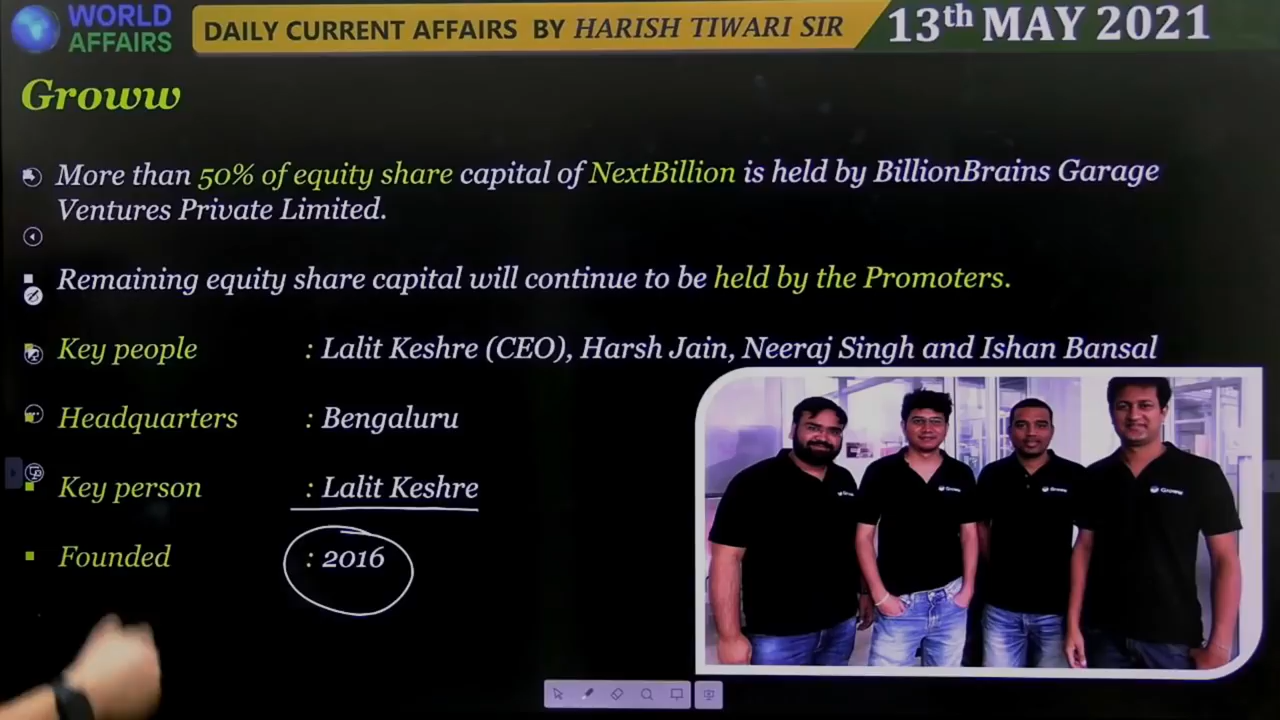 WORLD
AFFAIRS
DAILY CURRENT AFFAIRS BY HARISH TIWARI SIR
13th MAY 2021
Groww
More than 50% of equity share capital of NextBillion is held by BillionBrains Garage
Ventures Private Limited.
Remaining equity share capital will continue to be held by the Promoters.
Key people : Lalit Keshre (CEO), Harsh Jain, Neeraj Singh and Ishan Bansal
Headquarters : Bengaluru
Key person : Lalit Keshre
Founded : 2016
Groww
Groww
Groww